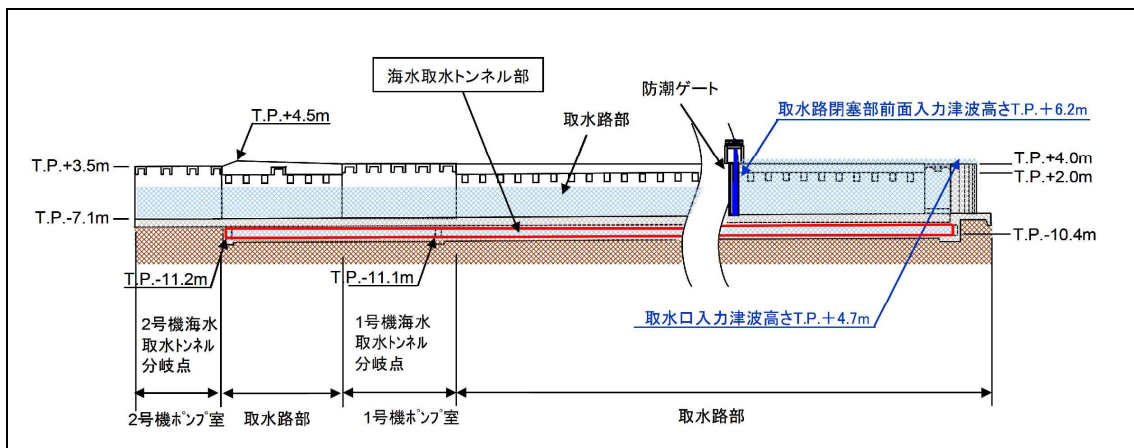 海水取水トンネル部
防潮ゲート
T.P.+4.5m
取水路部
取水路閉塞部前面入力津波高さT.P.+6.2m
T.P.+3.5m
T.P.+4.0m
T.P.+2.0m
T.P.-7.1m
T.P.-10.4m
T.P.-11.2m
T.P.-11.1m
取水口入力津波高さT.P.+4.7m
2号機海水
取水トンネル
分岐点
1号機海水
取水トンネル
分岐点
2号機ポンプ室
取水路部
1号機ポンプ室
取水路部